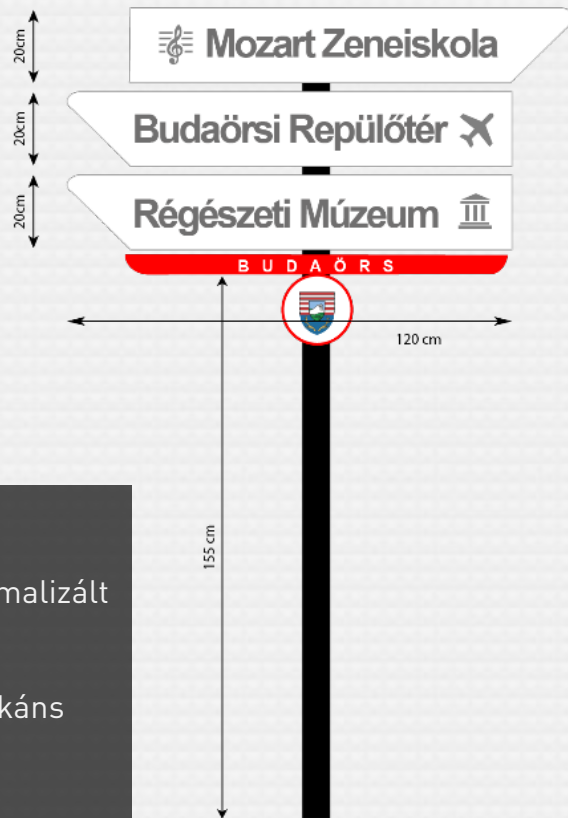 20cm
Mozart Zeneiskola
20cm
Budaörsi Repülőtér
20cm
Régészeti Múzeum
BUDAÖRS
120 cm
155 cm
malizált
káns